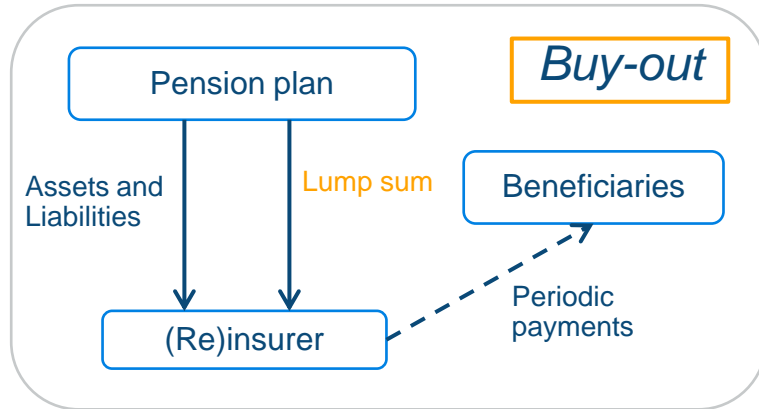 Buy-out
Pension plan
Assets and
Liabilities
Lump sum
Beneficiaries
(Re)insurer
Periodic
payments